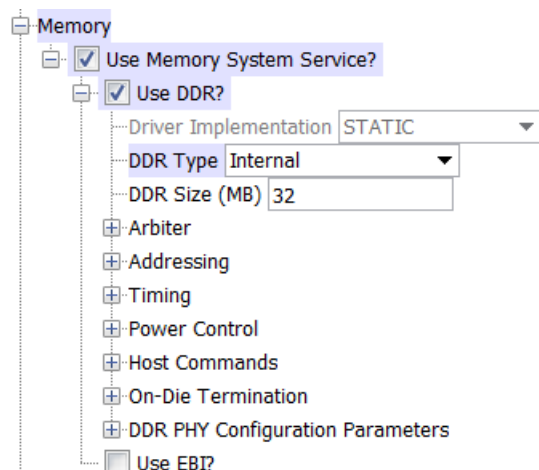 Memory
Use Memory System Service?
Use DDR?
Driver Implementation STATIC
DDR Type Internal
DDR Size (MB) 32
Arbiter
Addressing
Timing
Power Control
Host Commands
On-Die Termination
DDR PHY Configuration Parameters
Use EBI?